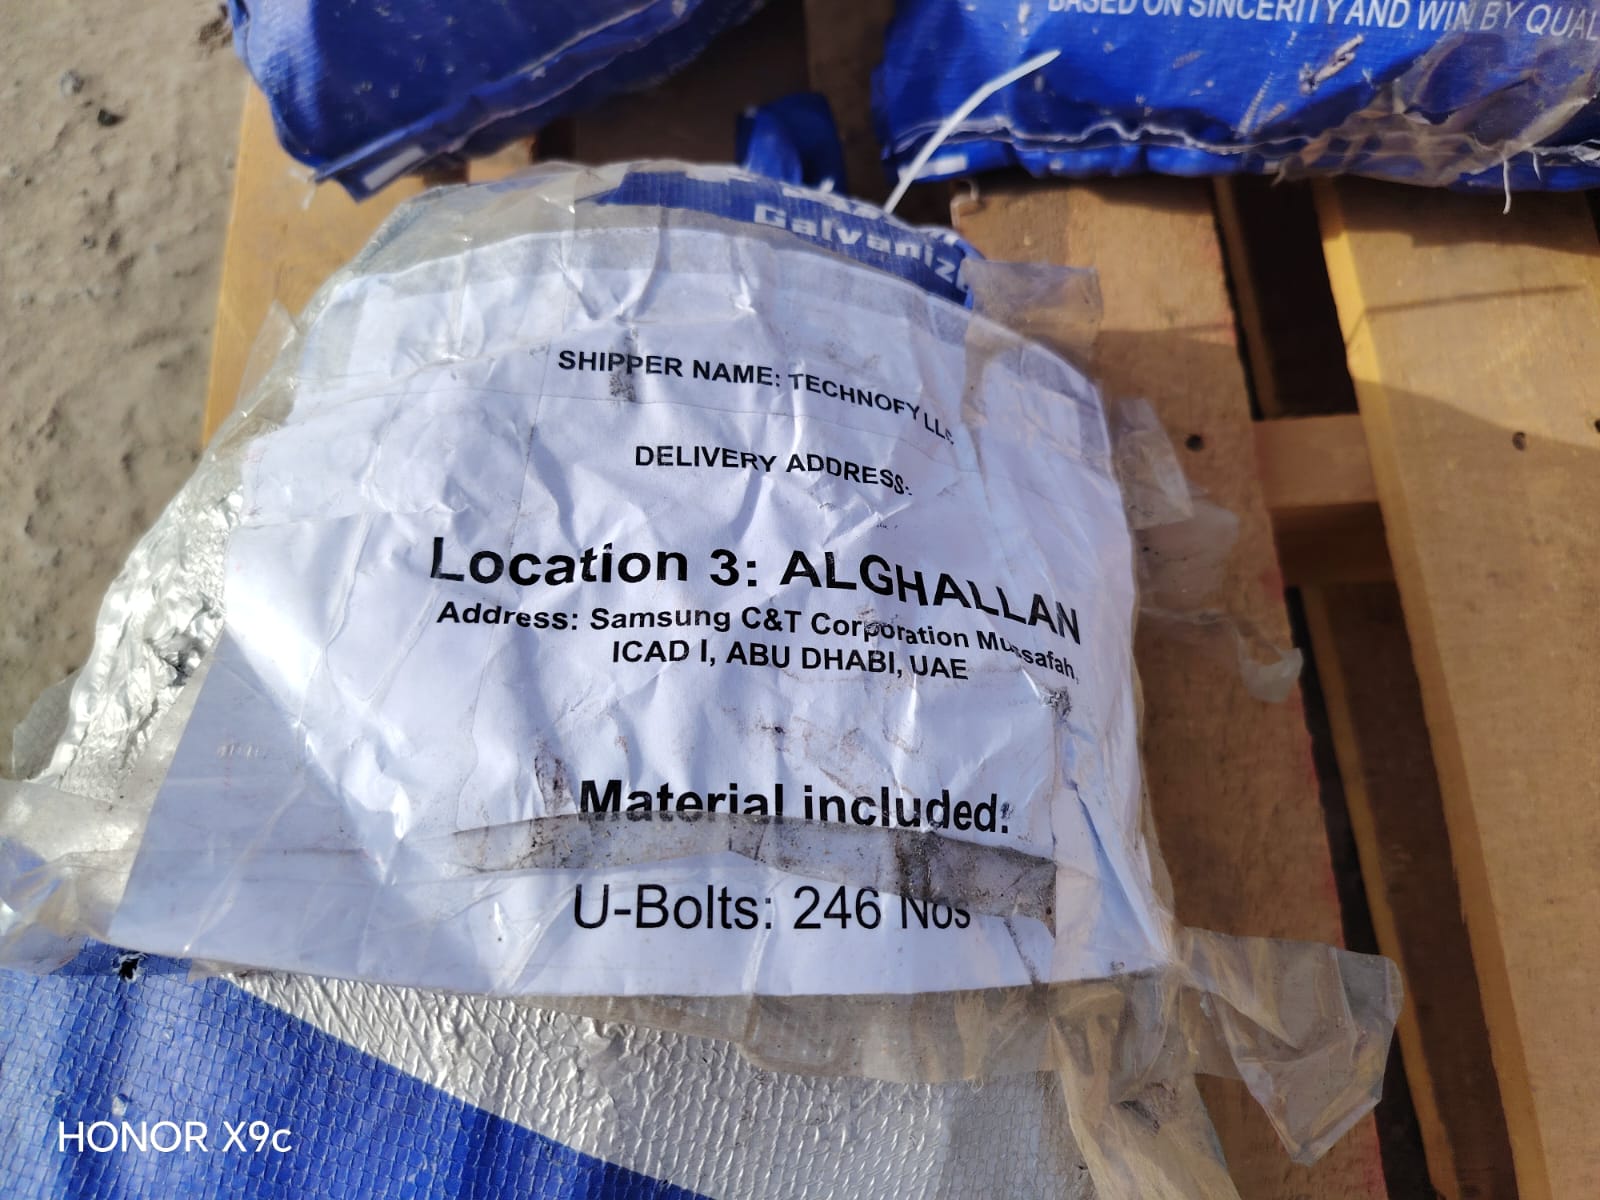 BASED ON SINCERITY AND WIN BY QUAL
Galvaniz
SHIPPER NAME: TECHNOFY LLC
DELIVERY ADDRESS:
Location 3: ALGHALLAN
Address: Samsung C&T Corporation Mussafah,
ICAD I, ABU DHABI, UAE
Material included:
U-Bolts: 246 Nos
HONOR X9c